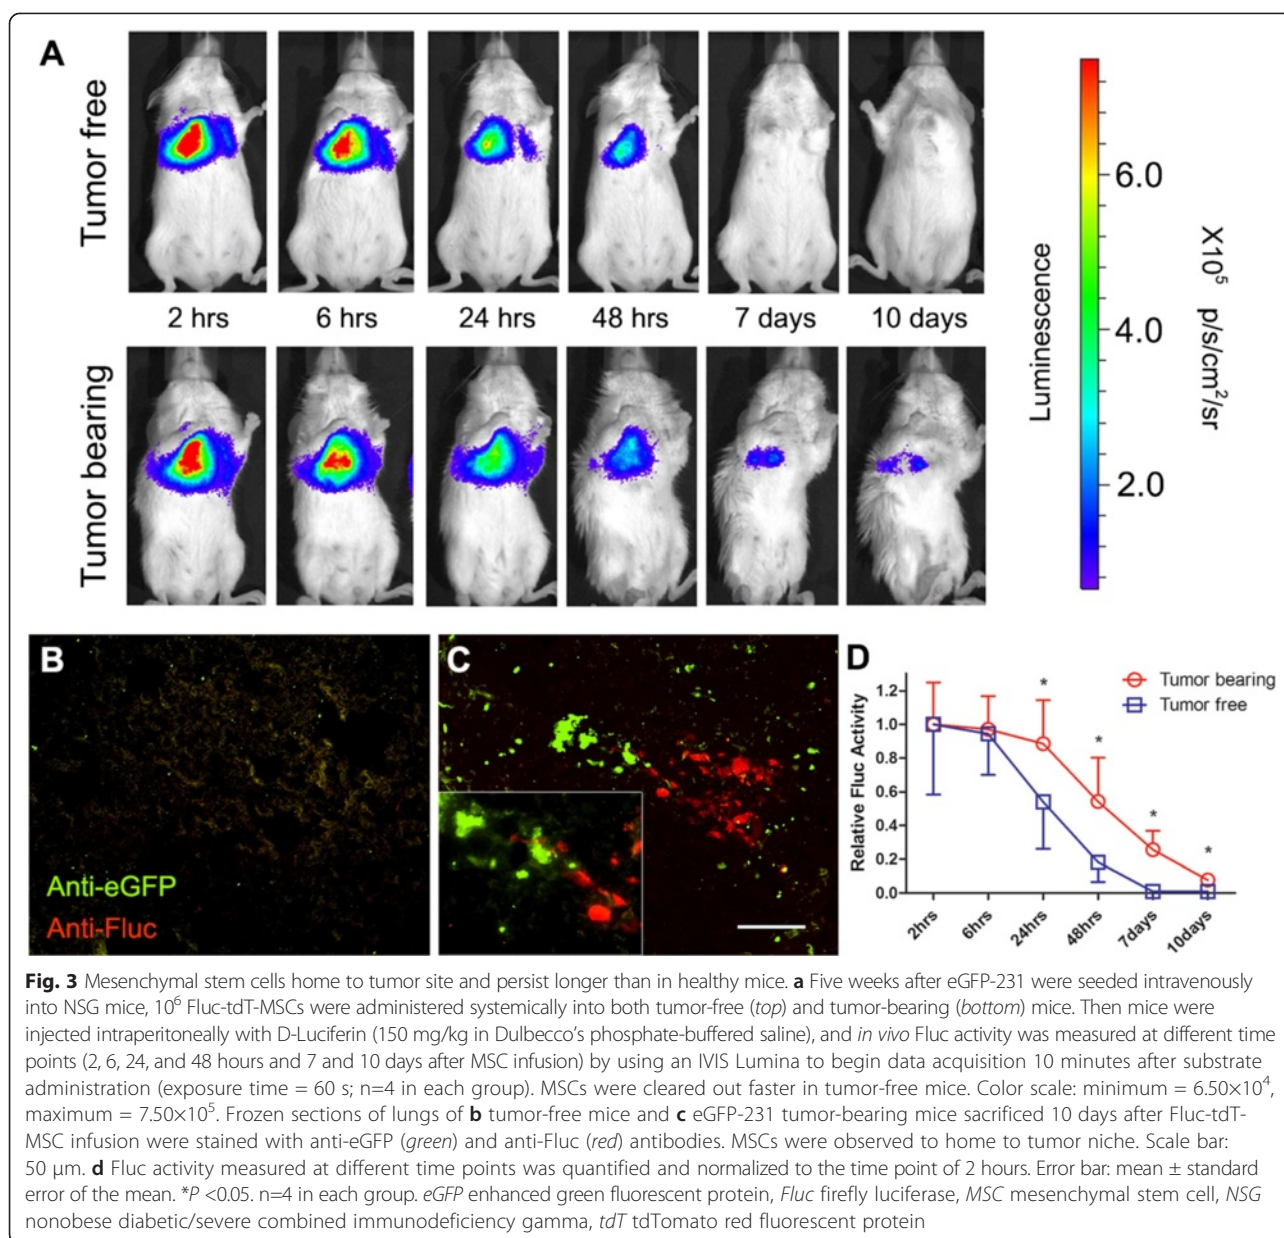 A
Tumor free
2 hrs 6 hrs 24 hrs 48 hrs 7 days 10 days
Tumor bearing
Luminescence
6.0
4.0
2.0
X10⁵ p/s/cm²/sr
B
Anti-eGFP
Anti-Fluc
C
D
Tumor bearing
Tumor free
Relative Fluc Activity
1.2
1.0
0.8
0.6
0.4
0.2
0.0
* * * *
2hrs 6hrs 24hrs 48hrs 7days 10days
Fig. 3 Mesenchymal stem cells home to tumor site and persist longer than in healthy mice. a Five weeks after eGFP-231 were seeded intravenously
into NSG mice, 10⁶ Fluc-tdT-MSCs were administered systemically into both tumor-free (top) and tumor-bearing (bottom) mice. Then mice were
injected intraperitoneally with D-Luciferin (150 mg/kg in Dulbecco's phosphate-buffered saline), and in vivo Fluc activity was measured at different time
points (2, 6, 24, and 48 hours and 7 and 10 days after MSC infusion) by using an IVIS Lumina to begin data acquisition 10 minutes after substrate
administration (exposure time = 60 s; n=4 in each group). MSCs were cleared out faster in tumor-free mice. Color scale: minimum = 6.50×10⁴,
maximum = 7.50×10⁵. Frozen sections of lungs of b tumor-free mice and c eGFP-231 tumor-bearing mice sacrificed 10 days after Fluc-tdT-
MSC infusion were stained with anti-eGFP (green) and anti-Fluc (red) antibodies. MSCs were observed to home to tumor niche. Scale bar:
50 μm. d Fluc activity measured at different time points was quantified and normalized to the time point of 2 hours. Error bar: mean ± standard
error of the mean. *P <0.05. n=4 in each group. eGFP enhanced green fluorescent protein, Fluc firefly luciferase, MSC mesenchymal stem cell, NSG
nonobese diabetic/severe combined immunodeficiency gamma, tdT tdTomato red fluorescent protein